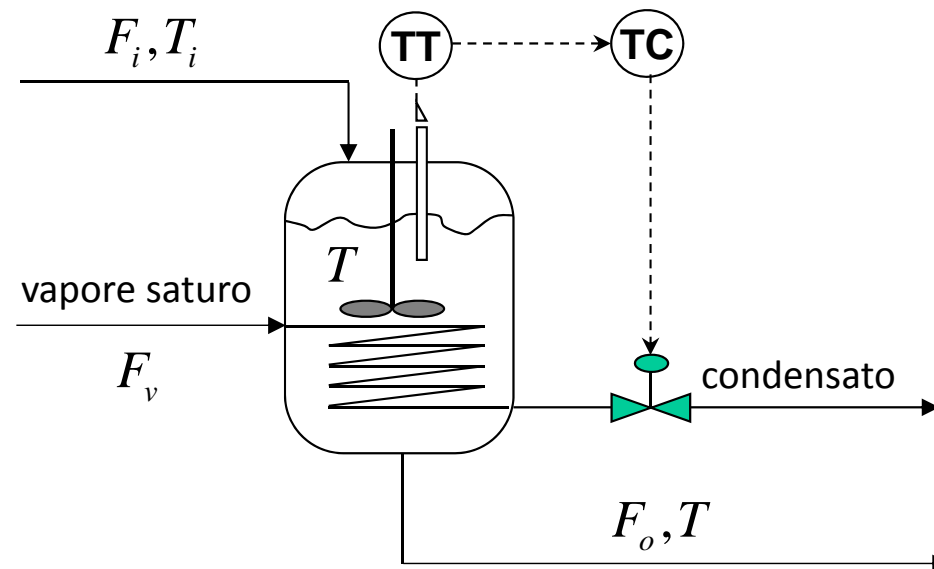 F_i, T_i
TT
TC
T
vapore saturo
F_v
condensato
F_o, T